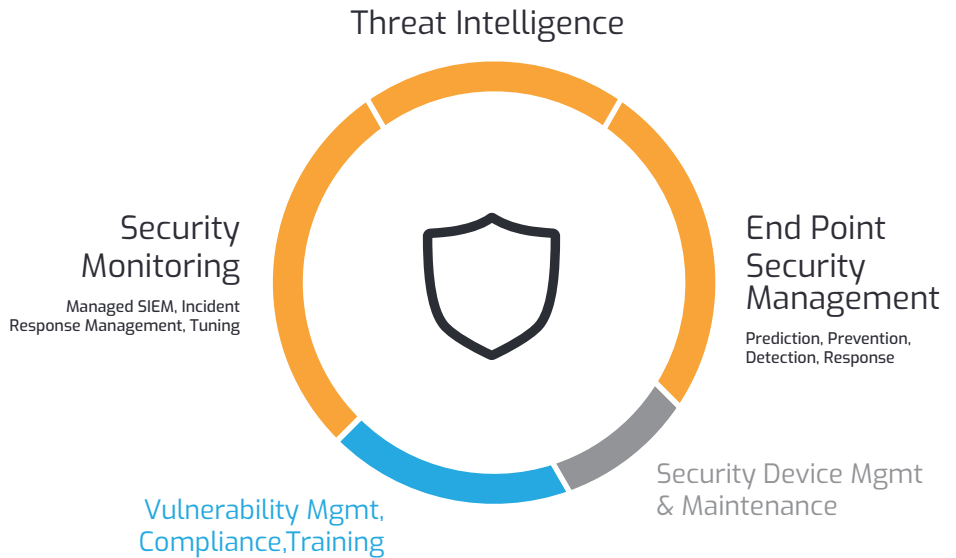 Threat Intelligence
Security
Monitoring
Managed SIEM, Incident
Response Management, Tuning
End Point
Security
Management
Prediction, Prevention,
Detection, Response
Security Device Mgmt
& Maintenance
Vulnerability Mgmt,
Compliance,Training